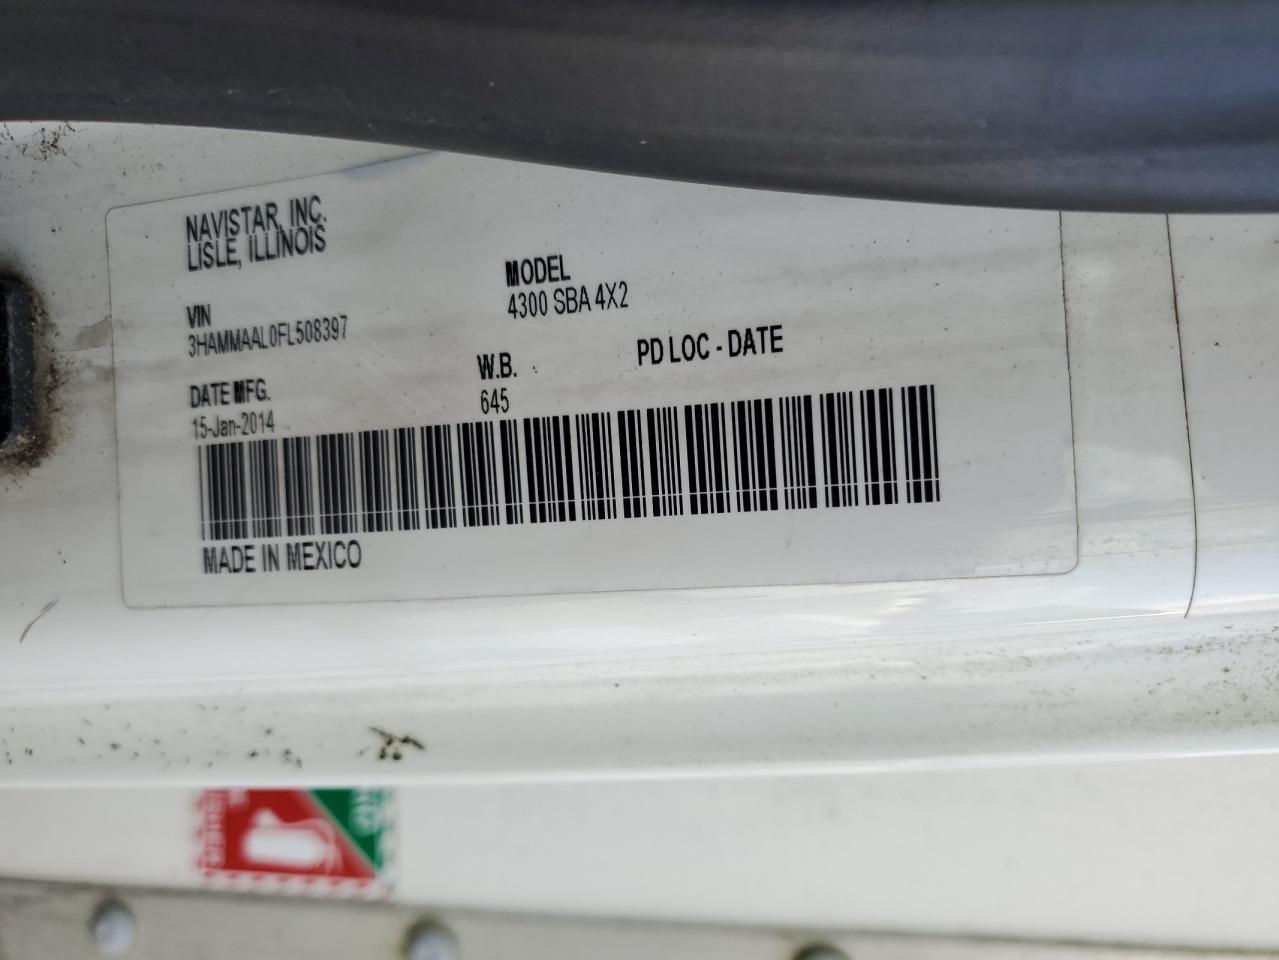 NAVISTAR, INC.
LISLE, ILLINOIS
MODEL
4300 SBA 4X2
VIN
3HAMMAAL0FL508397
W.B.
645
PD LOC - DATE
DATE MFG.
15-Jan-2014
MADE IN MEXICO